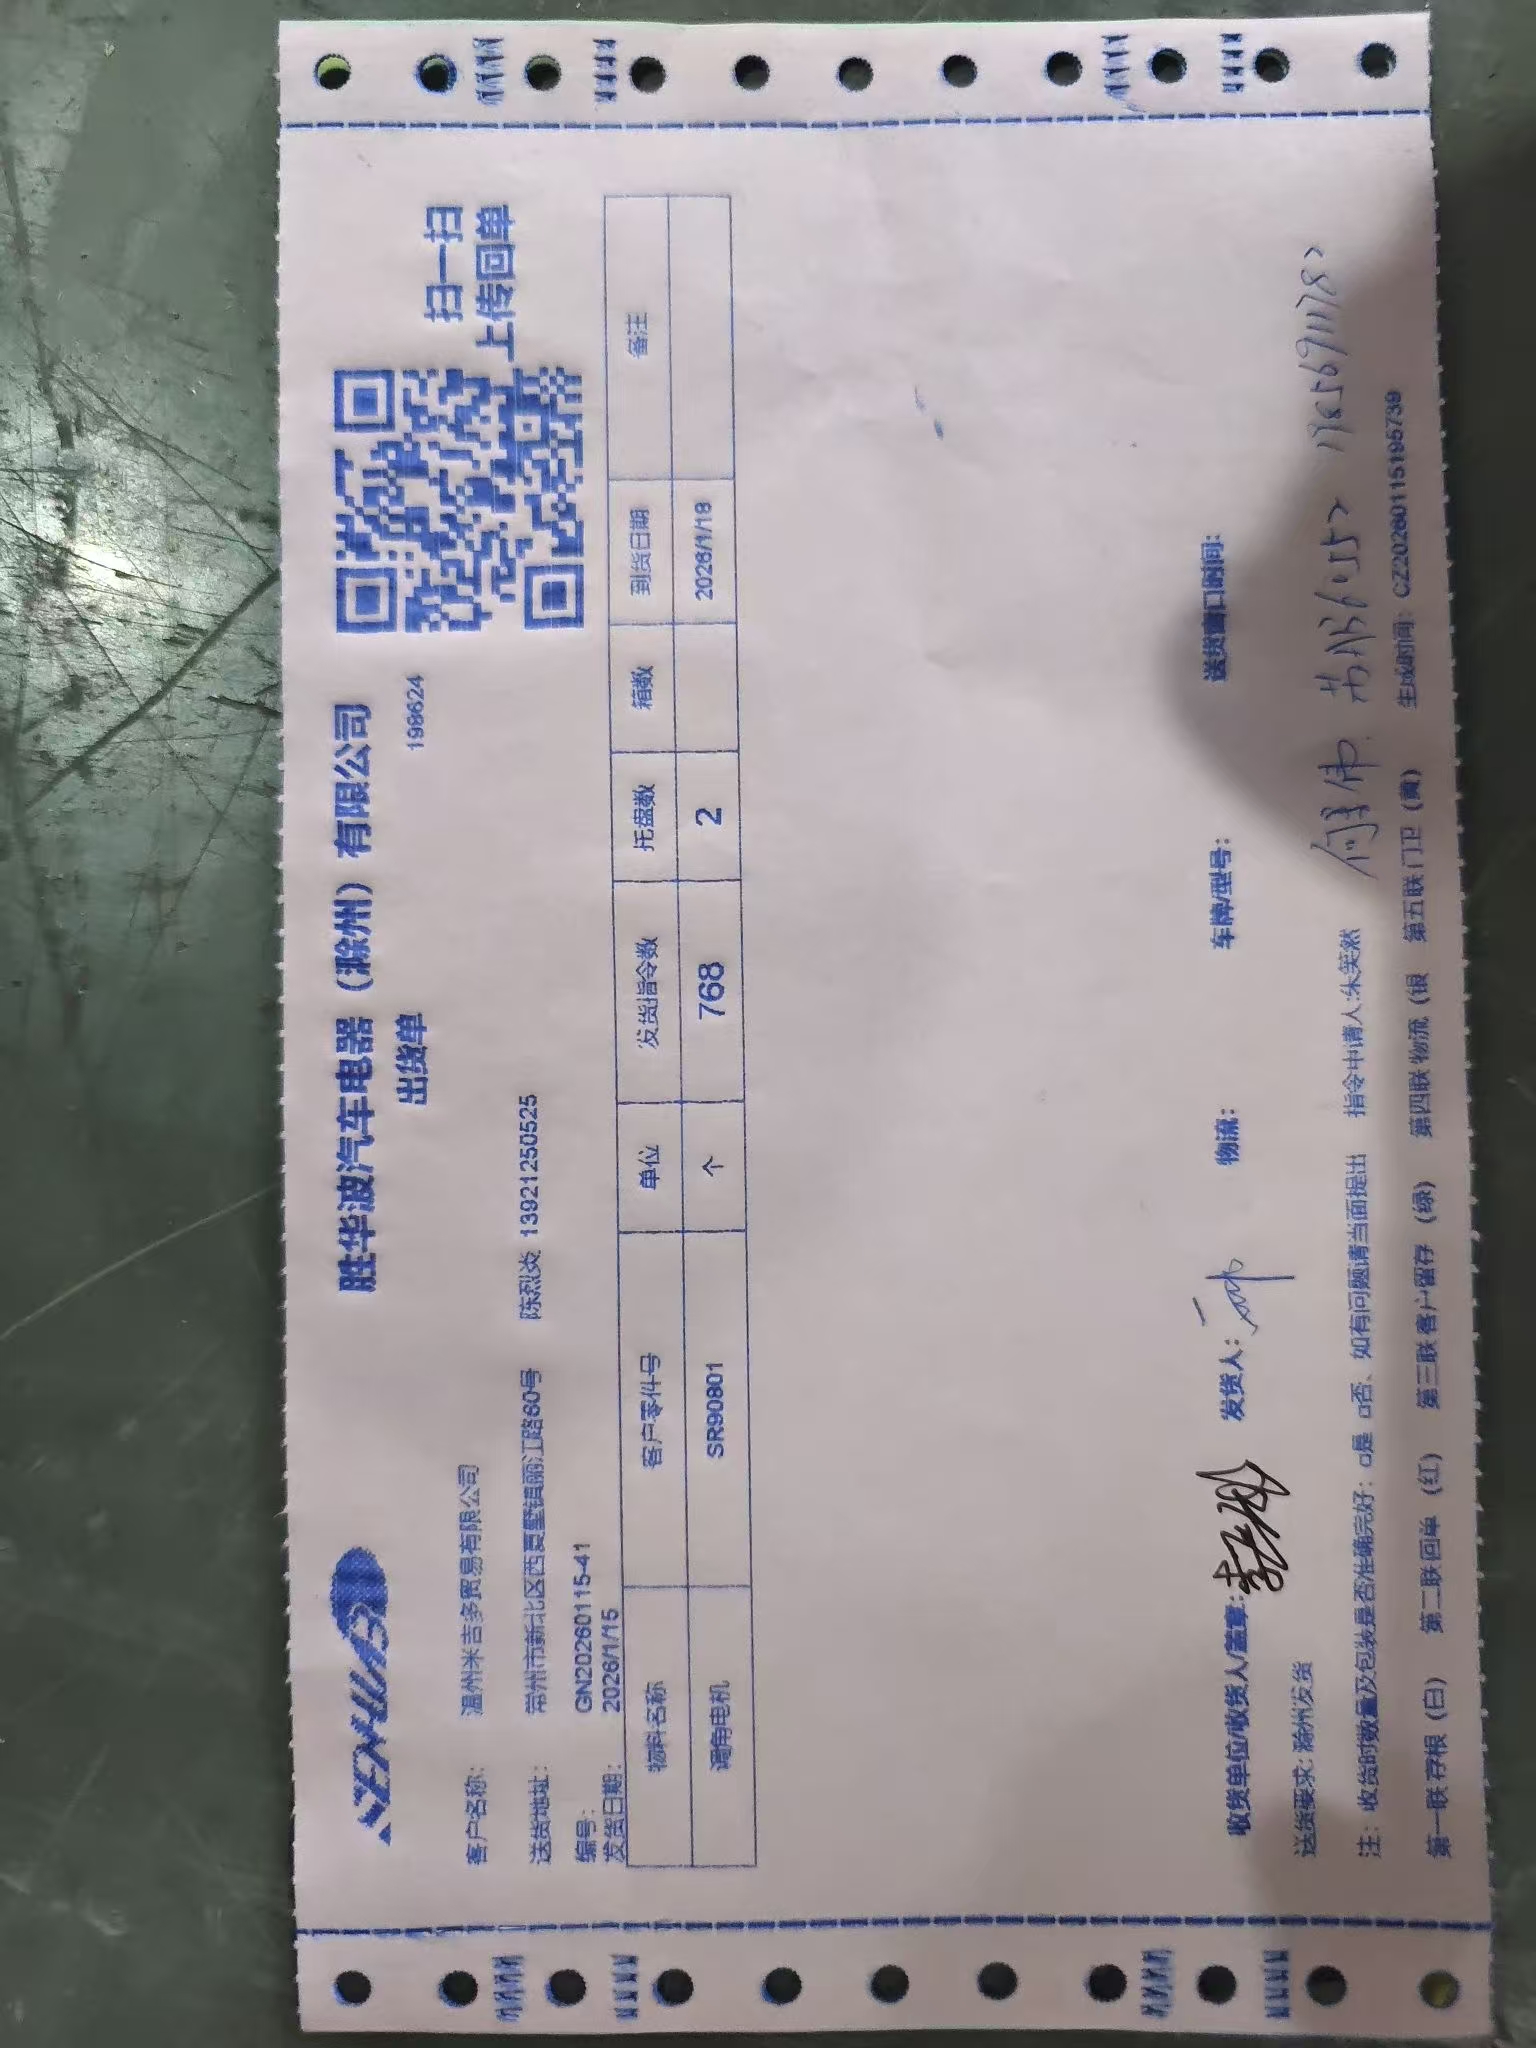 SENHUABO
胜华波汽车电器（滁州）有限公司
扫一扫
上传回单
出货单
198624
客户名称： 温州米吉多贸易有限公司
送货地址： 常州市新北区西夏墅镇丽江路60号 陈烈炎 13921250525
编号： GN20260115-41
发货日期： 2026/1/15
物料名称 客户零件号 单位 发货指令数 托盘数 箱数 到货日期 备注
调角电机 SR90801 个 768 2 2026/1/18
收货单位/收货人/盖章： 发货人： 物流： 车牌/型号： 送货窗口时间：
送货要求：滁州发货
注：收货时数量及包装是否准确完好：□是 □否、如有问题请当面提出 指令申请人：朱笑然
第一联存根（白） 第二联回单（红） 第三联客户留存（绿） 第四联物流（银 第五联门卫（黄） 生成时间：CZ20260115195739